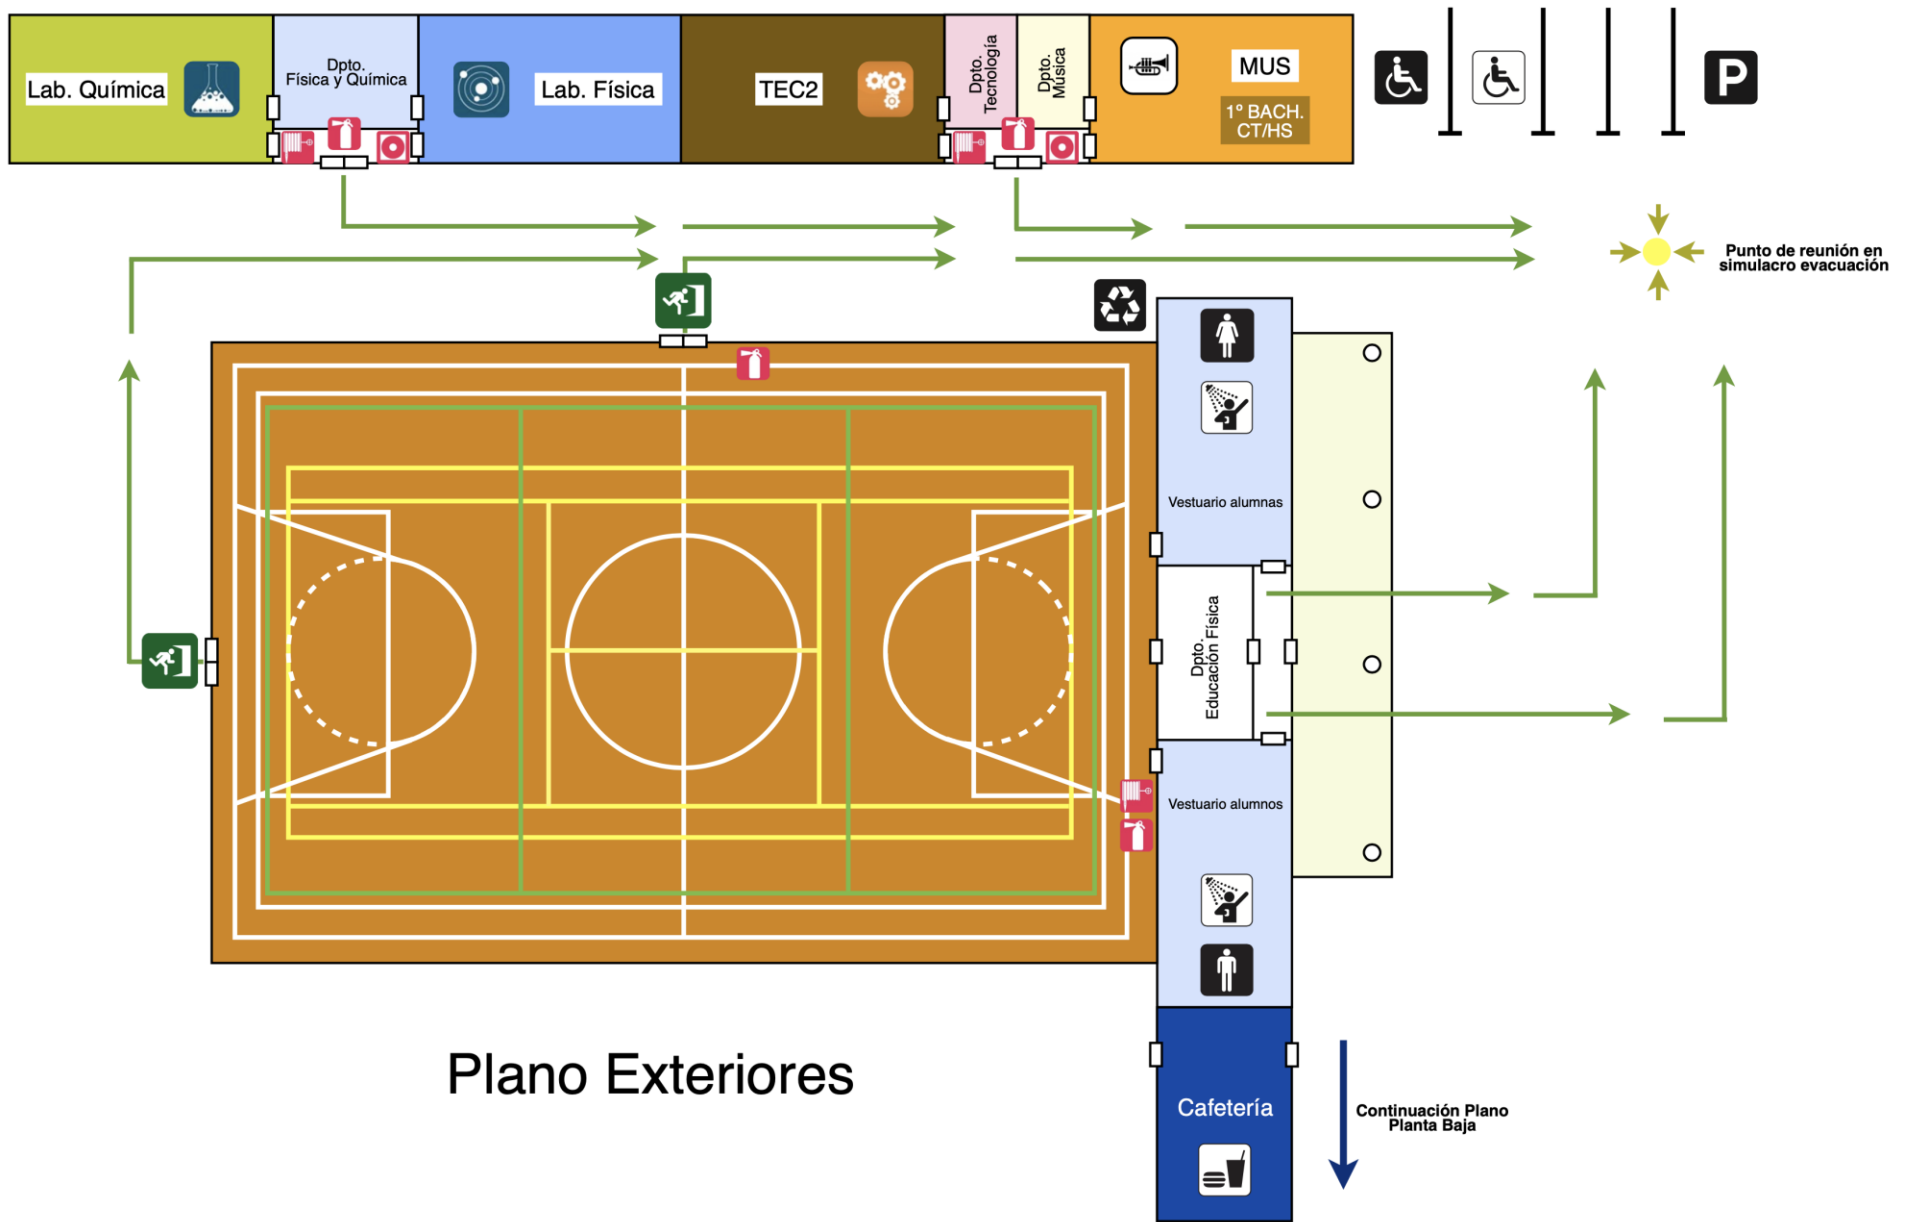 Lab. Química
Dpto.
Física y Química
Lab. Física
TEC2
Dpto.
Tecnología
Dpto.
Música
MUS
1º BACH.
CT/HS
P
Punto de reunión en
simulacro evacuación
Vestuario alumnas
Dpto.
Educación Física
Vestuario alumnos
Plano Exteriores
Cafetería
Continuación Plano
Planta Baja